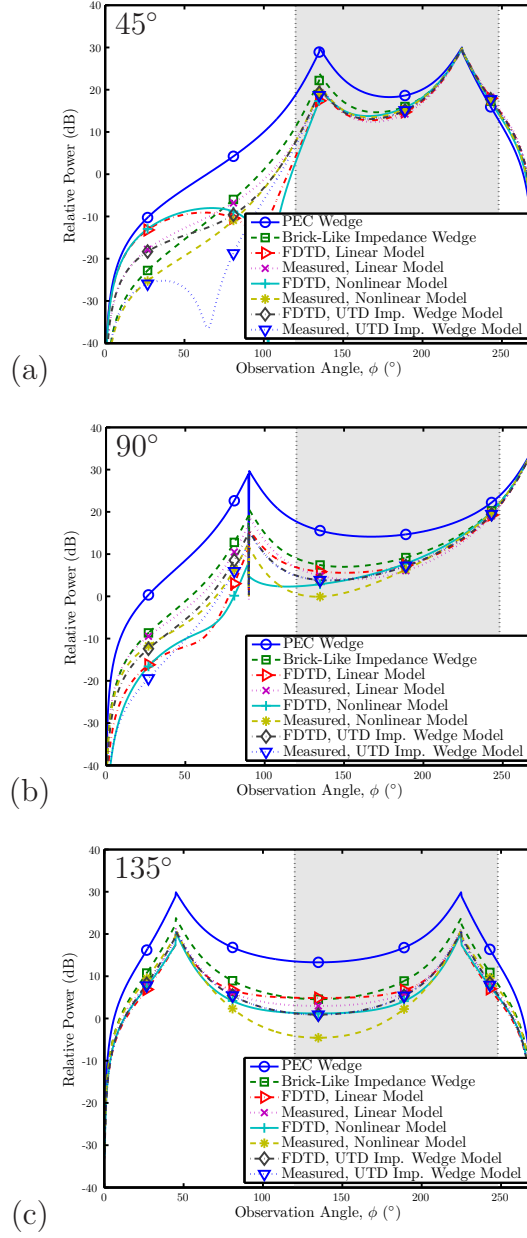 45°
40
30
20
10
0
-10
-20
-30
-40
Relative Power (dB)
PEC Wedge
Brick-Like Impedance Wedge
FDTD, Linear Model
Measured, Linear Model
FDTD, Nonlinear Model
Measured, Nonlinear Model
FDTD, UTD Imp. Wedge Model
Measured, UTD Imp. Wedge Model
0 50 100 150 200 250
Observation Angle, ϕ (°)
(a)
90°
40
30
20
10
0
-10
-20
-30
-40
Relative Power (dB)
PEC Wedge
Brick-Like Impedance Wedge
FDTD, Linear Model
Measured, Linear Model
FDTD, Nonlinear Model
Measured, Nonlinear Model
FDTD, UTD Imp. Wedge Model
Measured, UTD Imp. Wedge Model
0 50 100 150 200 250
Observation Angle, ϕ (°)
(b)
135°
40
30
20
10
0
-10
-20
-30
-40
Relative Power (dB)
PEC Wedge
Brick-Like Impedance Wedge
FDTD, Linear Model
Measured, Linear Model
FDTD, Nonlinear Model
Measured, Nonlinear Model
FDTD, UTD Imp. Wedge Model
Measured, UTD Imp. Wedge Model
0 50 100 150 200 250
Observation Angle, ϕ (°)
(c)